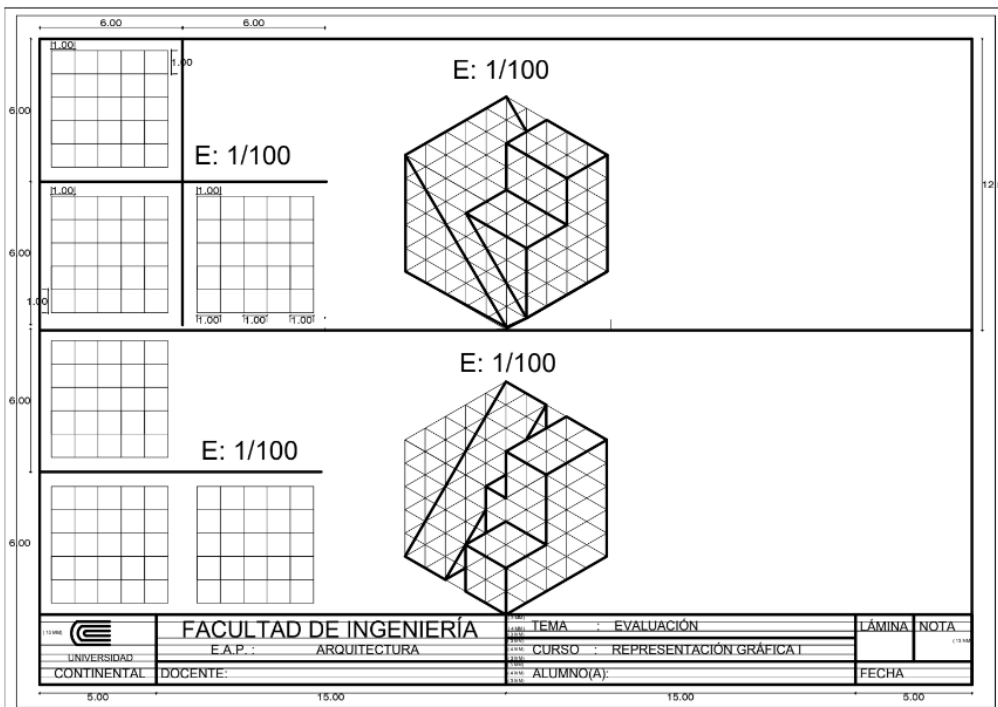 6.00 6.00
1.00
1.00
E: 1/100
6.00
E: 1/100
1.00 1.00
12.
6.00
1.00
1.00 1.00 1.00
E: 1/100
6.00
E: 1/100
6.00
FACULTAD DE INGENIERÍA
TEMA : EVALUACIÓN
LÁMINA NOTA
E.A.P. : ARQUITECTURA
CURSO : REPRESENTACIÓN GRÁFICA I
UNIVERSIDAD
CONTINENTAL
DOCENTE:
ALUMNO(A):
FECHA
5.00 15.00 15.00 5.00